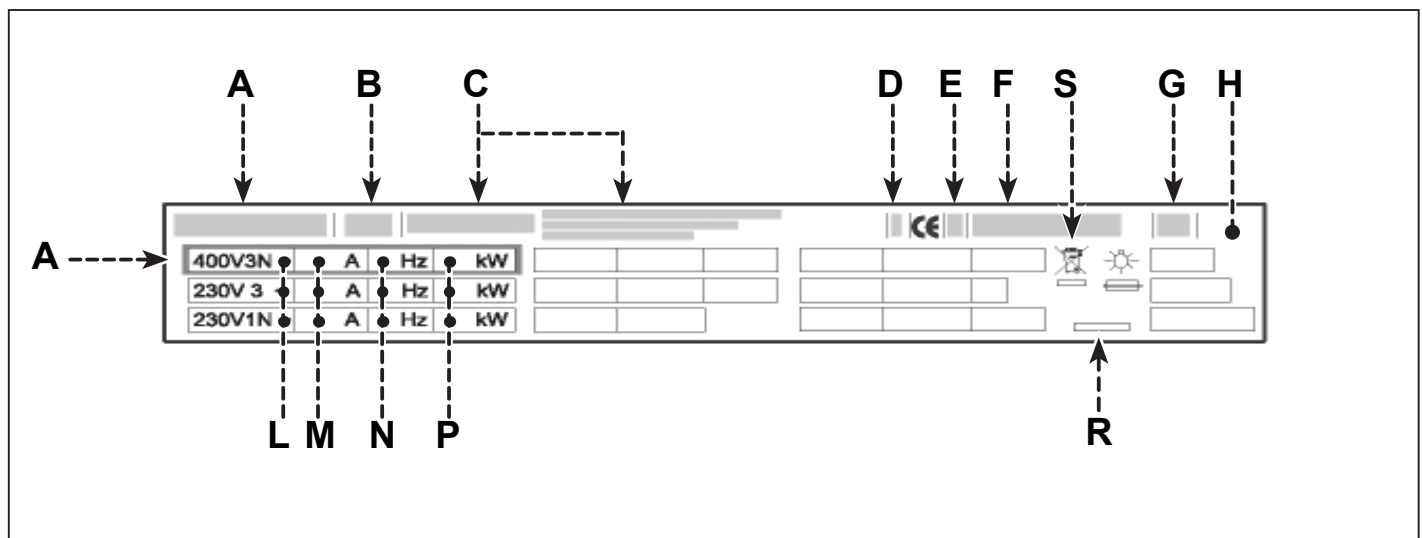 A B C D E F S G H
CE
A
400V3N A Hz kW
230V 3 A Hz kW
230V1N A Hz kW
L M N P
R